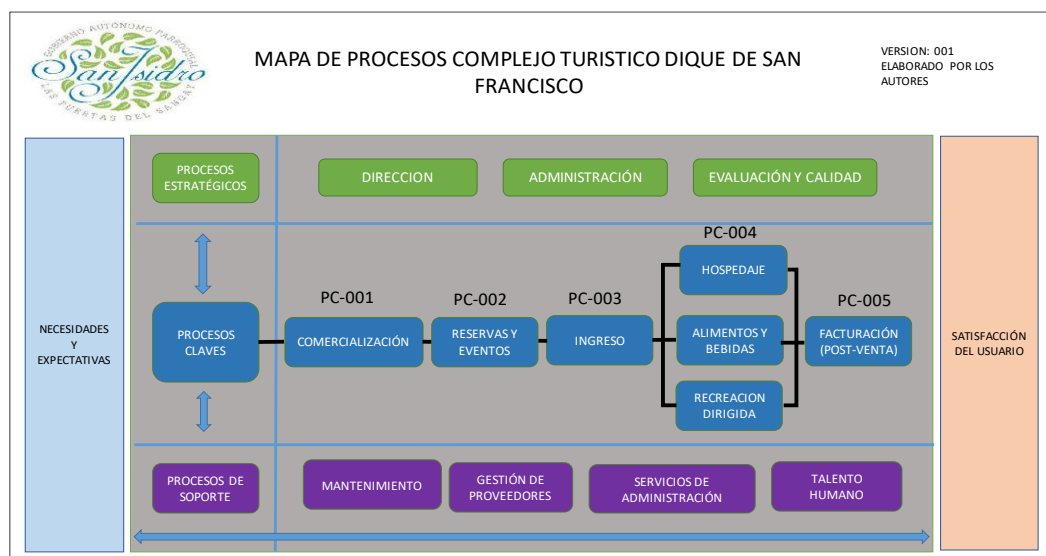 GOBIERNO AUTÓNOMO PARROQUIAL
San Isidro
LAS PUERTAS DEL SANGAY
MAPA DE PROCESOS COMPLEJO TURISTICO DIQUE DE SAN
FRANCISCO
VERSION: 001
ELABORADO POR LOS
AUTORES
NECESIDADES
Y
EXPECTATIVAS
PROCESOS
ESTRATÉGICOS
DIRECCION
ADMINISTRACIÓN
EVALUACIÓN Y CALIDAD
PROCESOS
CLAVES
PC-001
COMERCIALIZACIÓN
PC-002
RESERVAS Y
EVENTOS
PC-003
INGRESO
PC-004
HOSPEDAJE
ALIMENTOS Y
BEBIDAS
RECREACION
DIRIGIDA
PC-005
FACTURACIÓN
(POST-VENTA)
PROCESOS DE
SOPORTE
MANTENIMIENTO
GESTIÓN DE
PROVEEDORES
SERVICIOS DE
ADMINISTRACIÓN
TALENTO
HUMANO
SATISFACCIÓN
DEL USUARIO